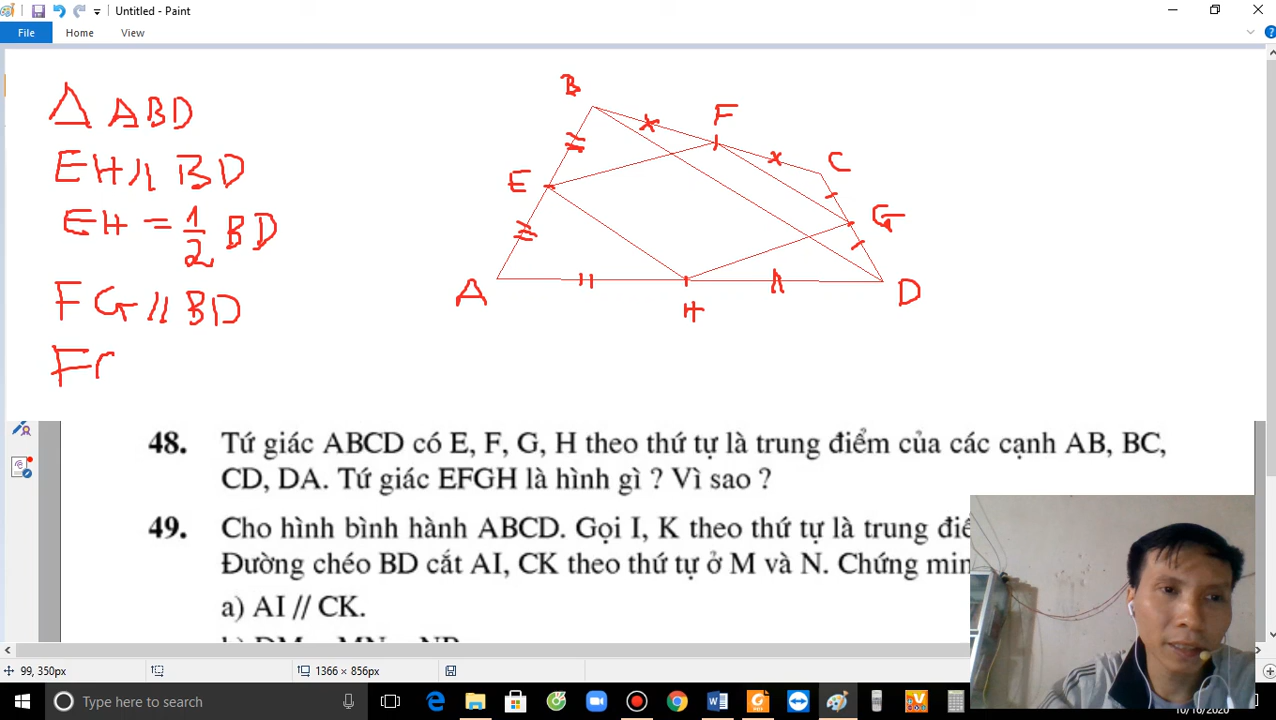 Untitled - Paint
File Home View
Δ ABD
EH // BD
EH = 1/2 BD
FG // BD
B
F
C
E
G
A
H
D
48. Tứ giác ABCD có E, F, G, H theo thứ tự là trung điểm của các cạnh AB, BC,
CD, DA. Tứ giác EFGH là hình gì ? Vì sao ?
49. Cho hình bình hành ABCD. Gọi I, K theo thứ tự là trung
Đường chéo BD cắt AI, CK theo thứ tự ở M và N. Chứng
a) AI // CK.
99, 350px 1366 × 856px
Type here to search
10/16/2020